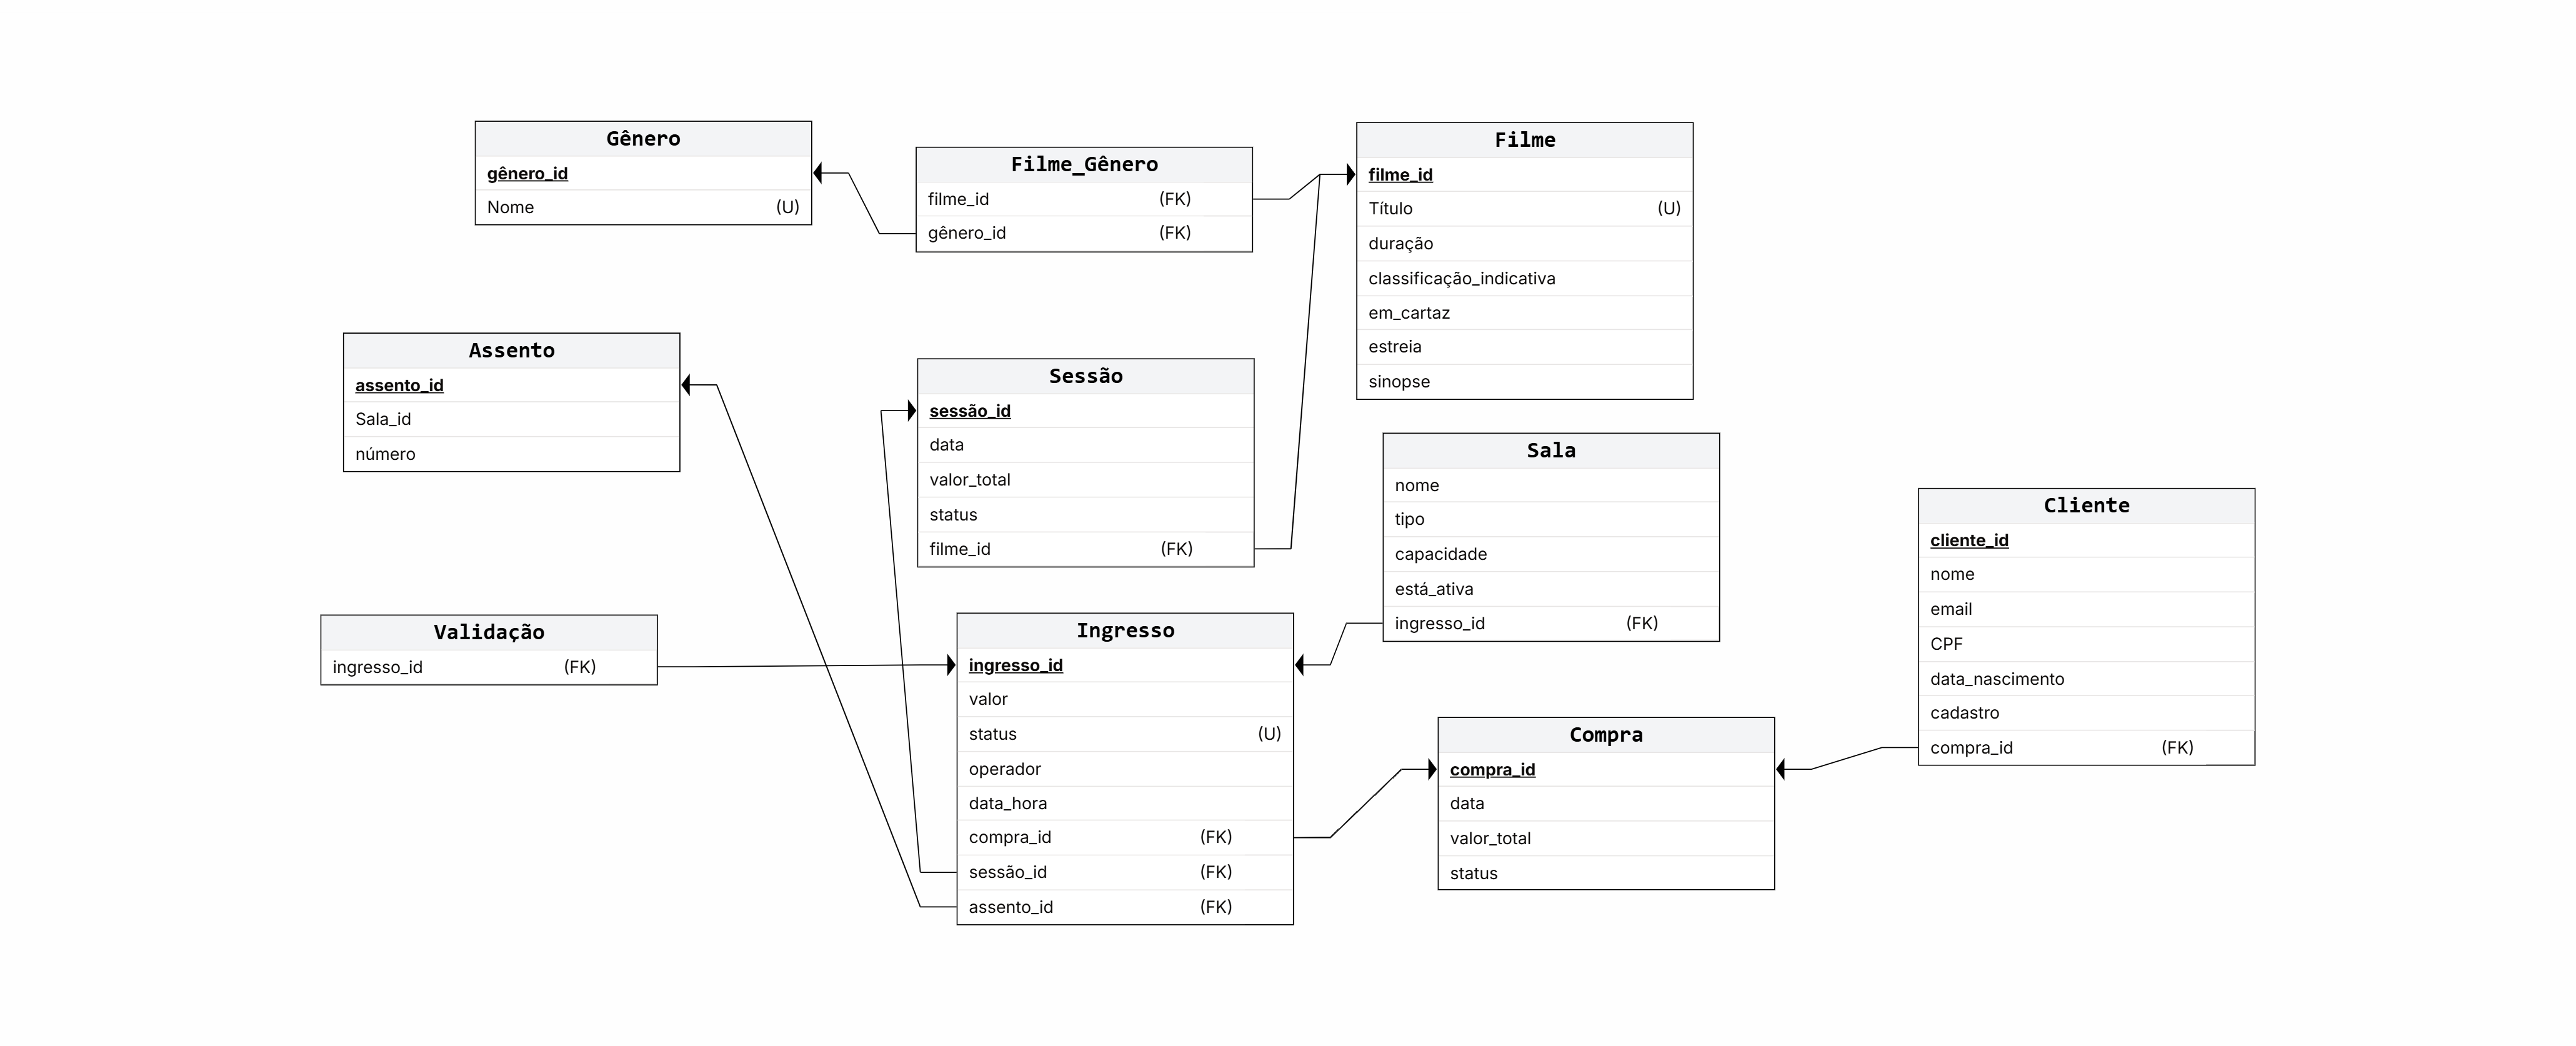 Gênero
gênero_id
Nome (U)
Filme_Gênero
filme_id (FK)
gênero_id (FK)
Filme
filme_id
Título (U)
duração
classificação_indicativa
em_cartaz
estreia
sinopse
Assento
assento_id
Sala_id
número
Sessão
sessão_id
data
valor_total
status
filme_id (FK)
Sala
nome
tipo
capacidade
está_ativa
ingresso_id (FK)
Cliente
cliente_id
nome
email
CPF
data_nascimento
cadastro
compra_id (FK)
Validação
ingresso_id (FK)
Ingresso
ingresso_id
valor
status (U)
operador
data_hora
compra_id (FK)
sessão_id (FK)
assento_id (FK)
Compra
compra_id
data
valor_total
status